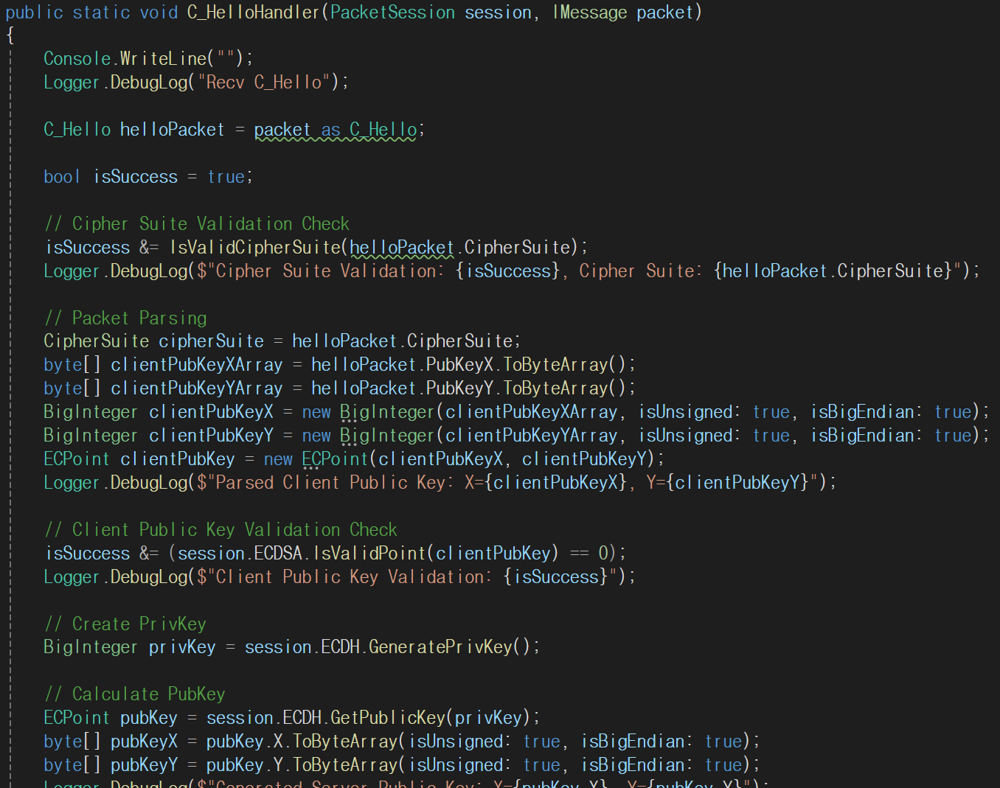 public static void C_HelloHandler(PacketSession session, IMessage packet)
{
Console.WriteLine("");
Logger.DebugLog("Recv C_Hello");
C_Hello helloPacket = packet as C_Hello;
bool isSuccess = true;
// Cipher Suite Validation Check
isSuccess &= IsValidCipherSuite(helloPacket.CipherSuite);
Logger.DebugLog($"Cipher Suite Validation: {isSuccess}, Cipher Suite: {helloPacket.CipherSuite}");
// Packet Parsing
CipherSuite cipherSuite = helloPacket.CipherSuite;
byte[] clientPubKeyXArray = helloPacket.PubKeyX.ToByteArray();
byte[] clientPubKeyYArray = helloPacket.PubKeyY.ToByteArray();
BigInteger clientPubKeyX = new BigInteger(clientPubKeyXArray, isUnsigned: true, isBigEndian: true);
BigInteger clientPubKeyY = new BigInteger(clientPubKeyYArray, isUnsigned: true, isBigEndian: true);
ECPoint clientPubKey = new ECPoint(clientPubKeyX, clientPubKeyY);
Logger.DebugLog($"Parsed Client Public Key: X={clientPubKeyX}, Y={clientPubKeyY}");
// Client Public Key Validation Check
isSuccess &= (session.ECDSA.IsValidPoint(clientPubKey) == 0);
Logger.DebugLog($"Client Public Key Validation: {isSuccess}");
// Create PrivKey
BigInteger privKey = session.ECDH.GeneratePrivKey();
// Calculate PubKey
ECPoint pubKey = session.ECDH.GetPublicKey(privKey);
byte[] pubKeyX = pubKey.X.ToByteArray(isUnsigned: true, isBigEndian: true);
byte[] pubKeyY = pubKey.Y.ToByteArray(isUnsigned: true, isBigEndian: true);
Logger.DebugLog($"Generated Server Public Key: X={pubKey.X}, Y={pubKey.Y}");